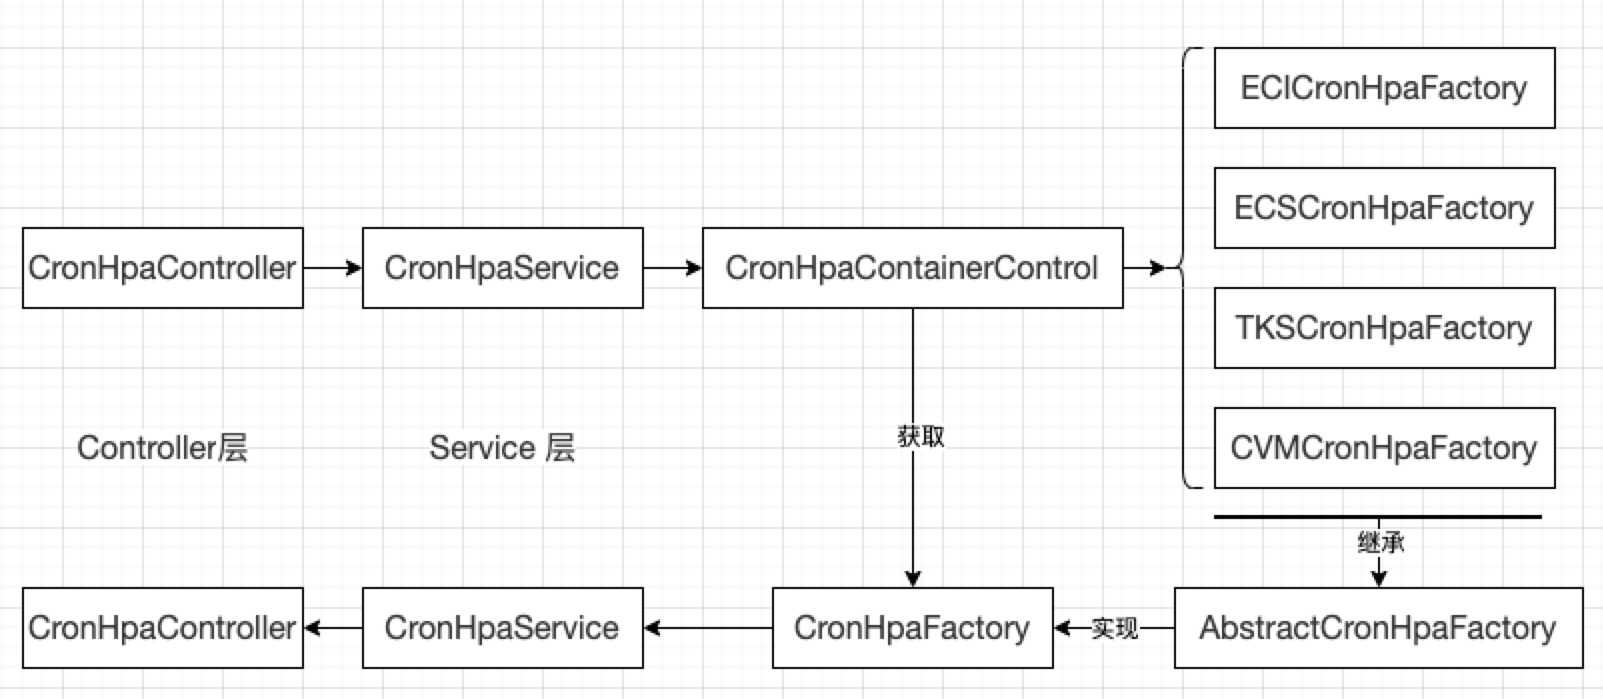 ECICronHpaFactory
ECSCronHpaFactory
CronHpaController
CronHpaService
CronHpaContainerControl
TKSCronHpaFactory
Controller层
Service 层
获取
CVMCronHpaFactory
继承
CronHpaController
CronHpaService
CronHpaFactory
实现
AbstractCronHpaFactory